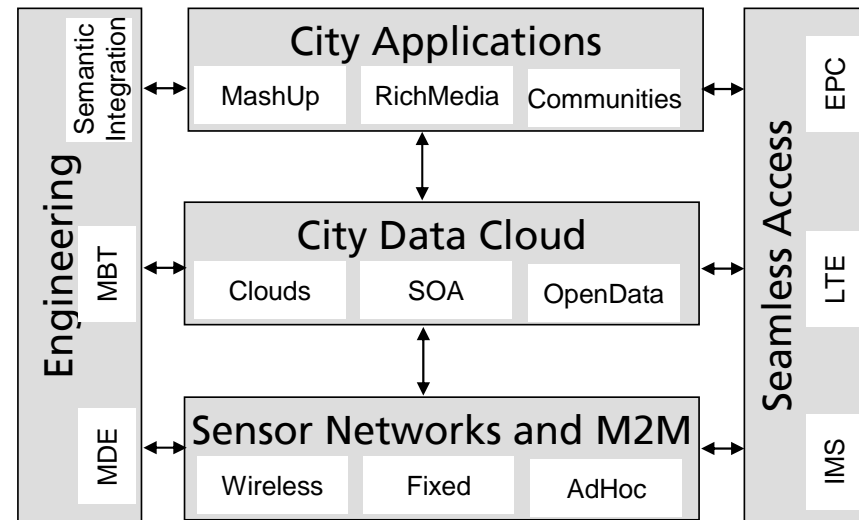 Engineering
Semantic
Integration
MBT
MDE
City Applications
MashUp
RichMedia
Communities
City Data Cloud
Clouds
SOA
OpenData
Sensor Networks and M2M
Wireless
Fixed
AdHoc
Seamless Access
EPC
LTE
IMS